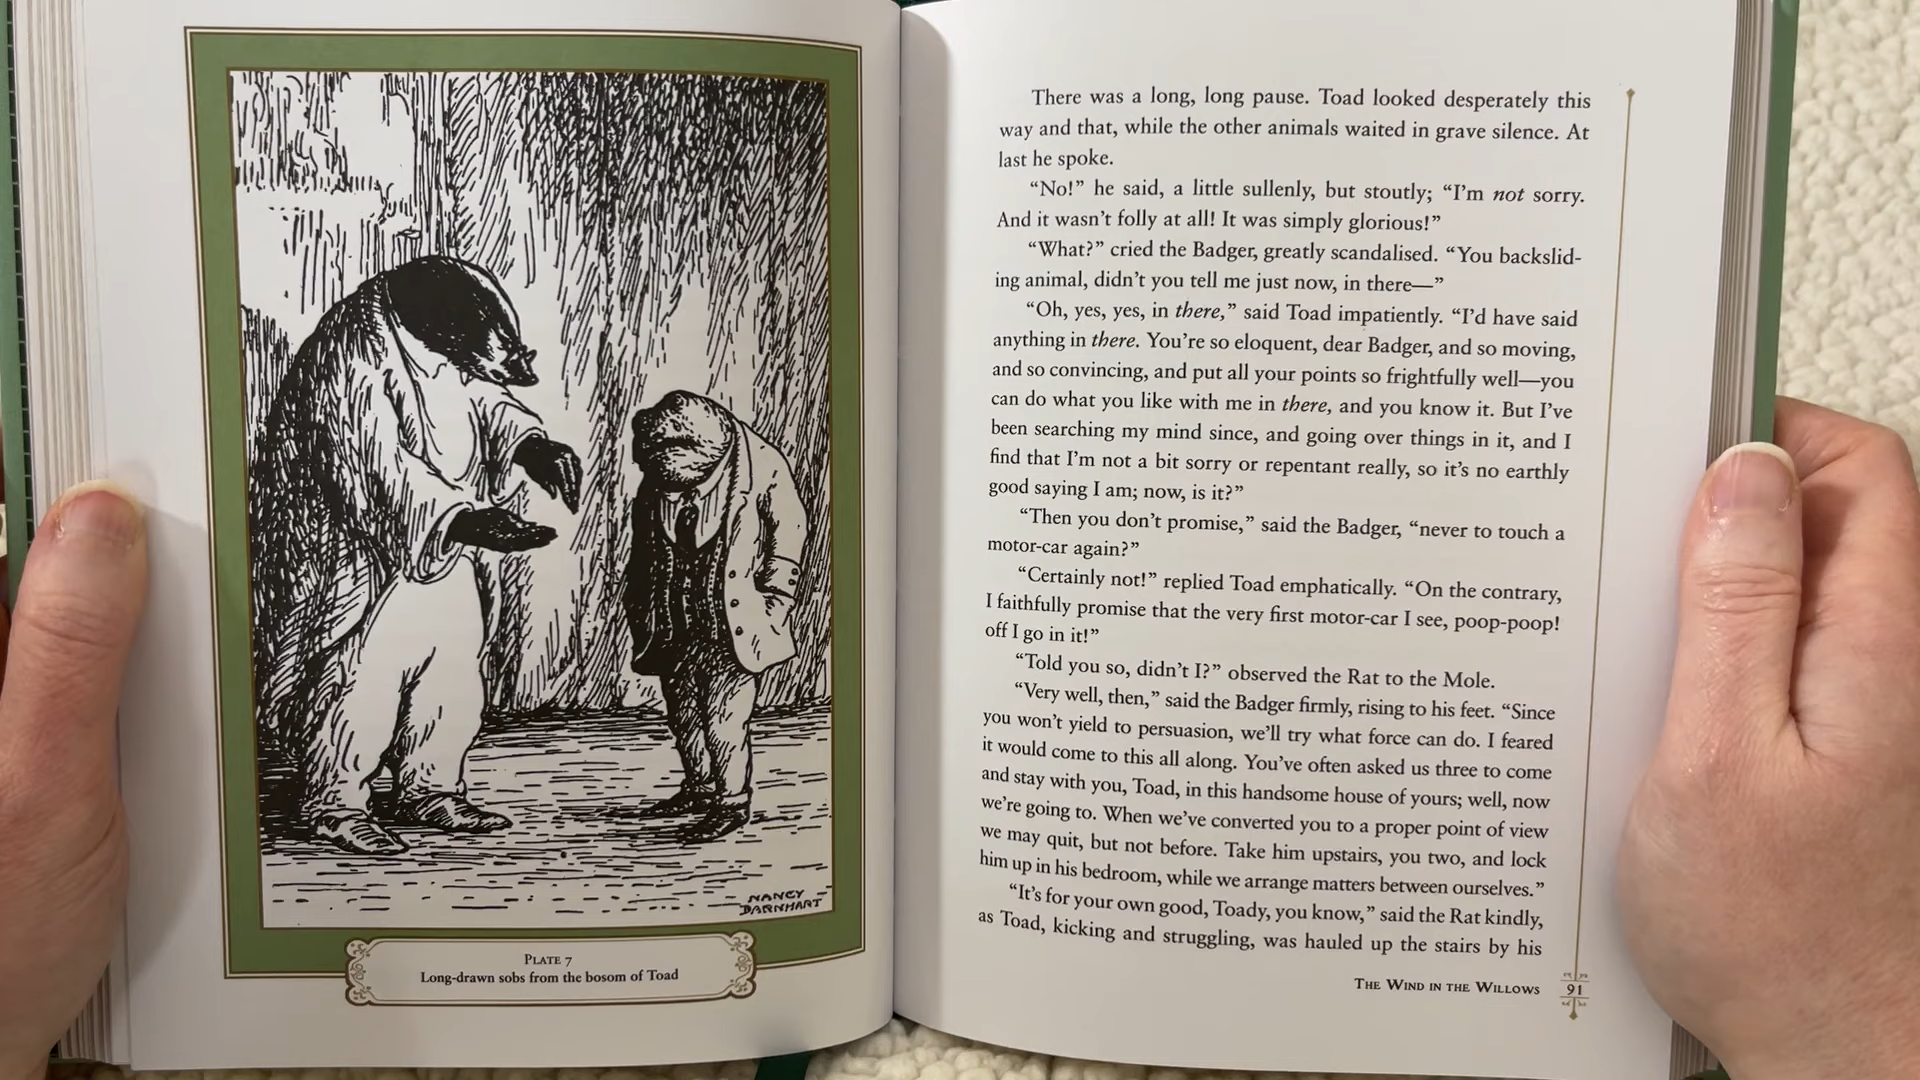 NANCY
BARNHART
PLATE 7
Long-drawn sobs from the bosom of Toad
There was a long, long pause. Toad looked desperately this
way and that, while the other animals waited in grave silence. At
last he spoke.
“No!” he said, a little sullenly, but stoutly; “I’m not sorry.
And it wasn’t folly at all! It was simply glorious!”
“What?” cried the Badger, greatly scandalised. “You backslid-
ing animal, didn’t you tell me just now, in there—”
“Oh, yes, yes, in there,” said Toad impatiently. “I’d have said
anything in there. You’re so eloquent, dear Badger, and so moving,
and so convincing, and put all your points so frightfully well—you
can do what you like with me in there, and you know it. But I’ve
been searching my mind since, and going over things in it, and I
find that I’m not a bit sorry or repentant really, so it’s no earthly
good saying I am; now, is it?”
“Then you don’t promise,” said the Badger, “never to touch a
motor-car again?”
“Certainly not!” replied Toad emphatically. “On the contrary,
I faithfully promise that the very first motor-car I see, poop-poop!
off I go in it!”
“Told you so, didn’t I?” observed the Rat to the Mole.
“Very well, then,” said the Badger firmly, rising to his feet. “Since
you won’t yield to persuasion, we’ll try what force can do. I feared
it would come to this all along. You’ve often asked us three to come
and stay with you, Toad, in this handsome house of yours; well, now
we’re going to. When we’ve converted you to a proper point of view
we may quit, but not before. Take him upstairs, you two, and lock
him up in his bedroom, while we arrange matters between ourselves.”
“It’s for your own good, Toady, you know,” said the Rat kindly,
as Toad, kicking and struggling, was hauled up the stairs by his
THE WIND IN THE WILLOWS
91